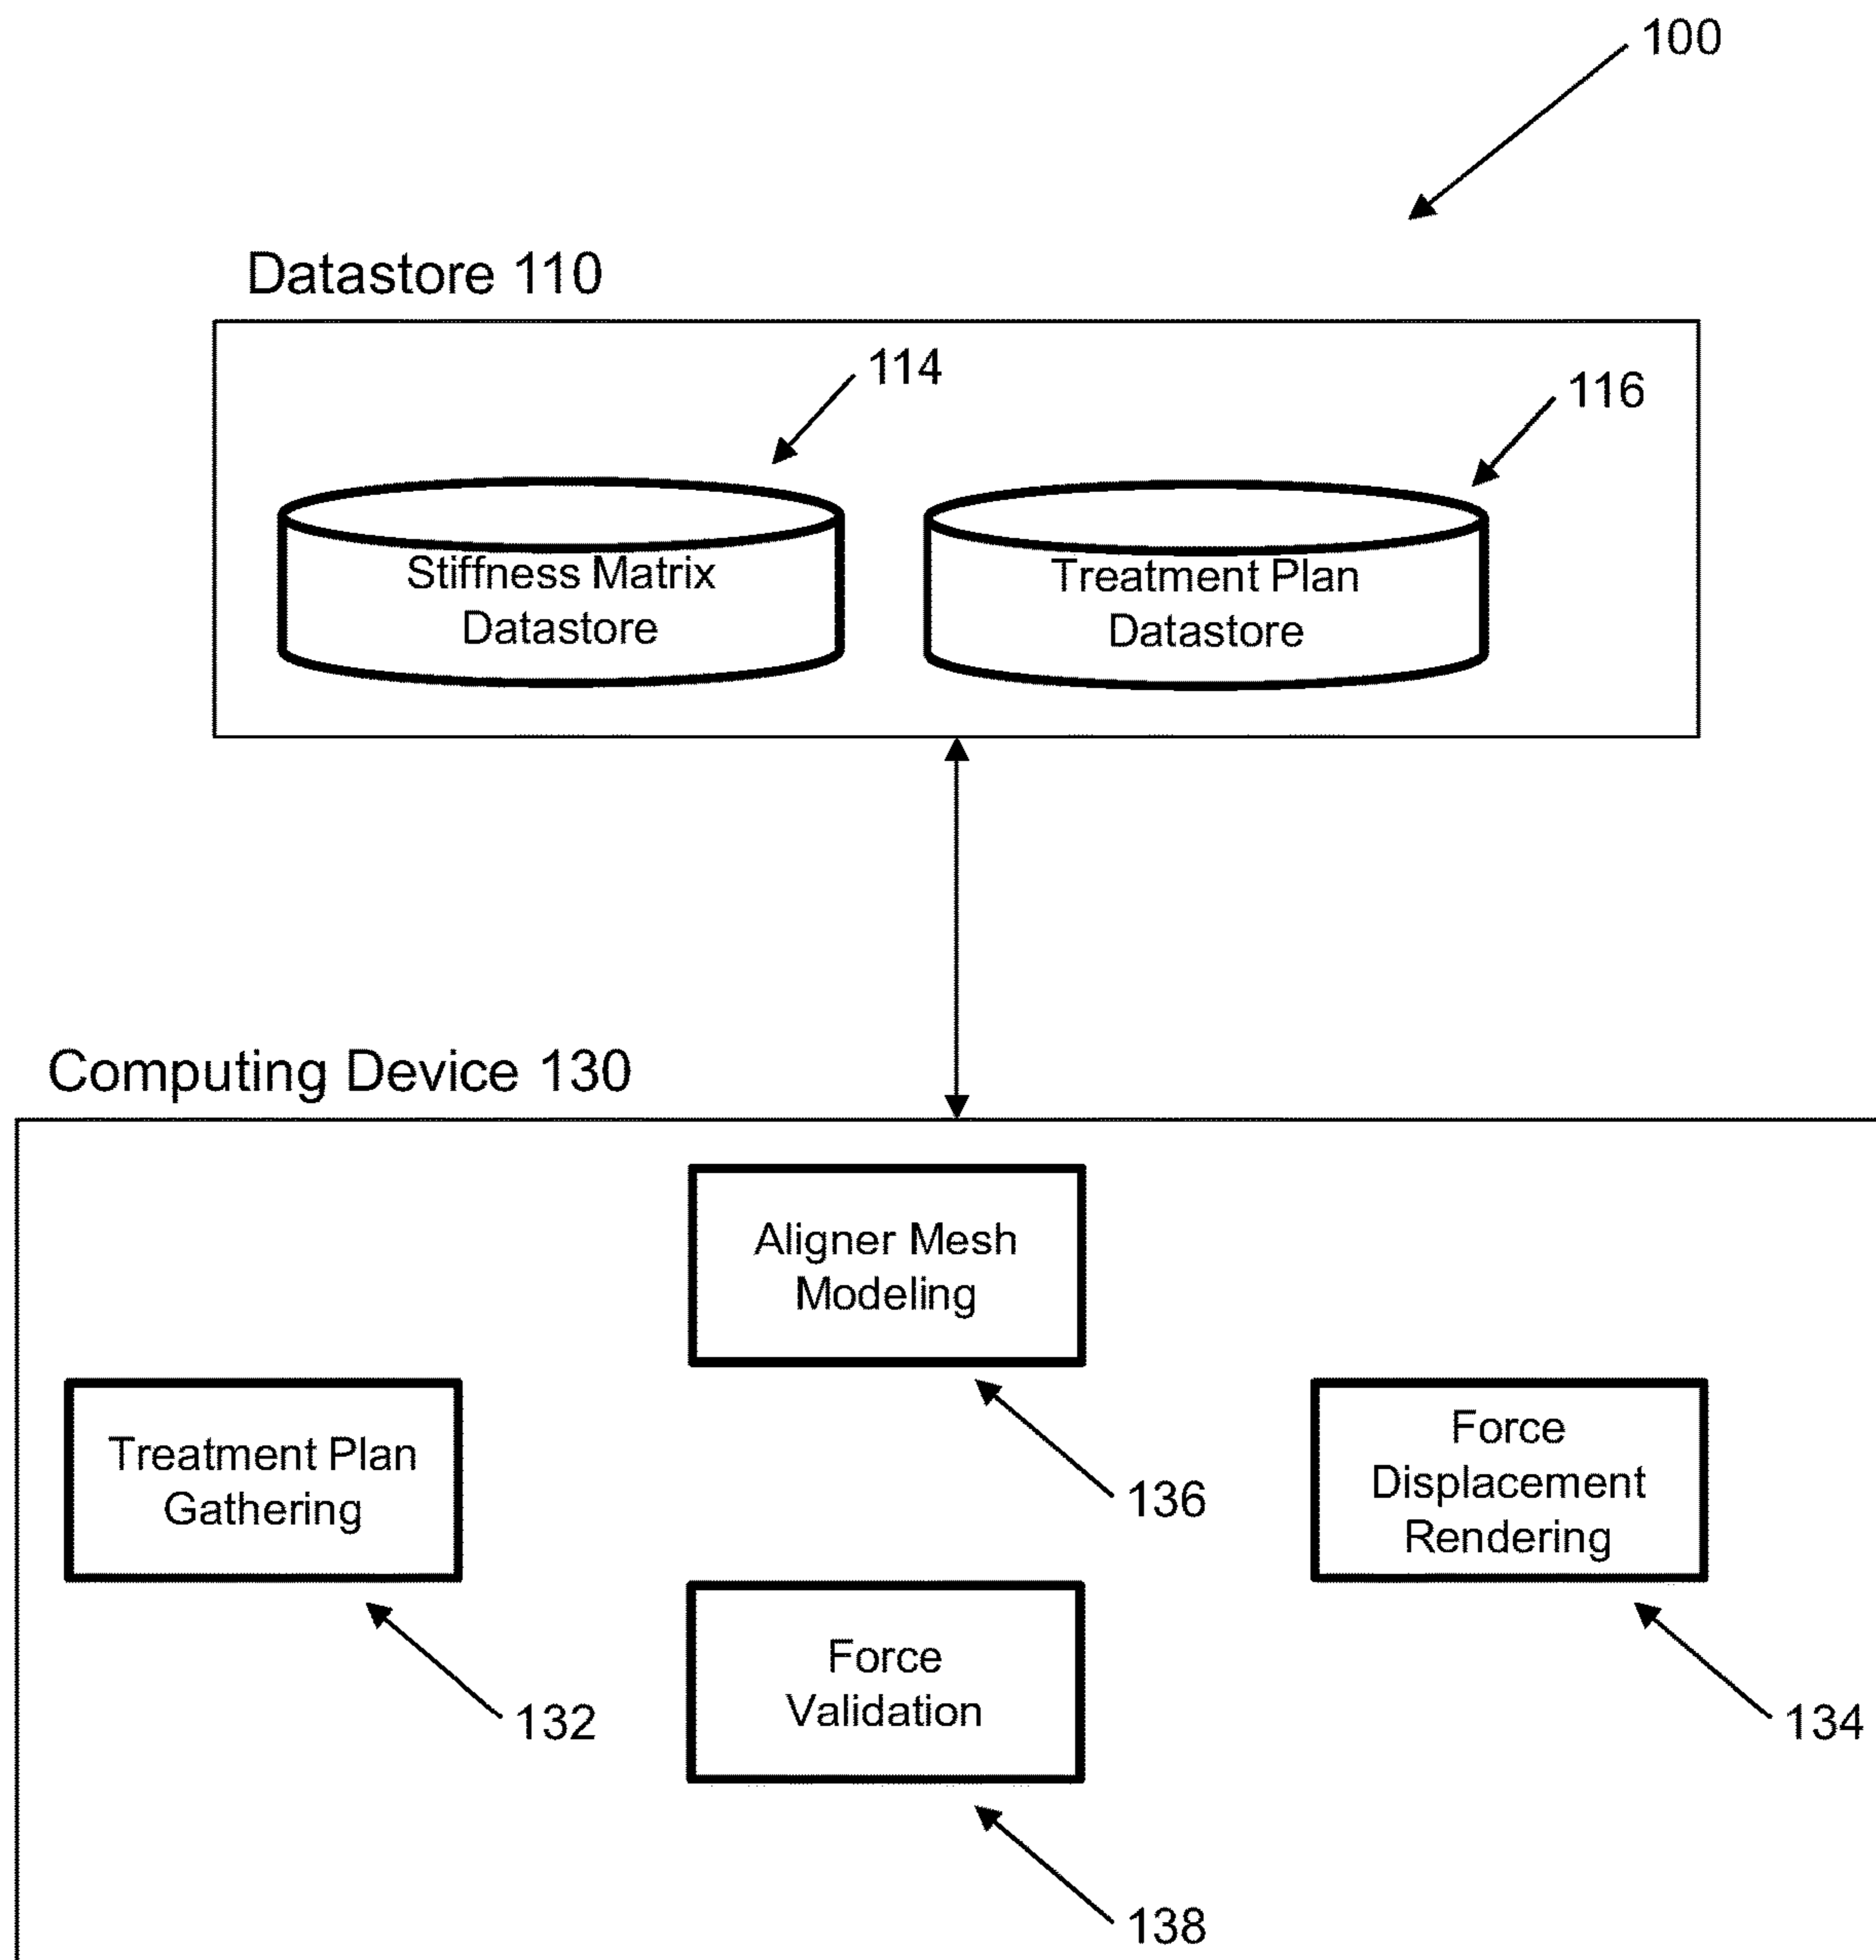 100
Datastore 110
114
116
Stiffness Matrix
Datastore
Treatment Plan
Datastore
Computing Device 130
Aligner Mesh
Modeling
136
Treatment Plan
Gathering
132
Force
Displacement
Rendering
134
Force
Validation
138